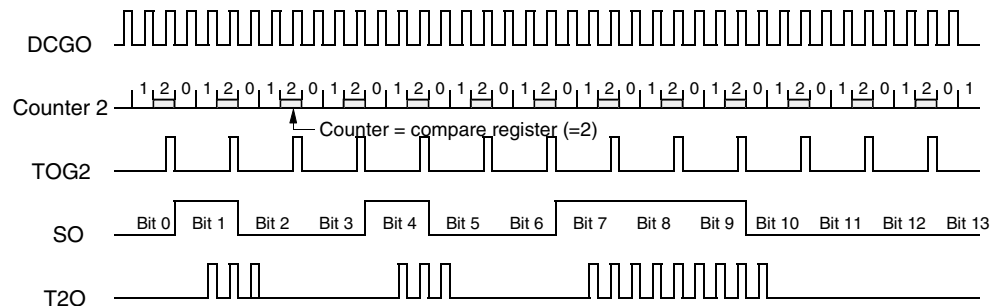 DCGO
1 2 0 1 2 0 1 2 0 1 2 0 1 2 0 1 2 0 1 2 0 1 2 0 1 2 0 1 2 0 1 2 0 1 2 0 1 2 0 1
Counter 2
Counter = compare register (=2)
TOG2
SO
Bit 0 Bit 1 Bit 2 Bit 3 Bit 4 Bit 5 Bit 6 Bit 7 Bit 8 Bit 9 Bit 10 Bit 11 Bit 12 Bit 13
T2O